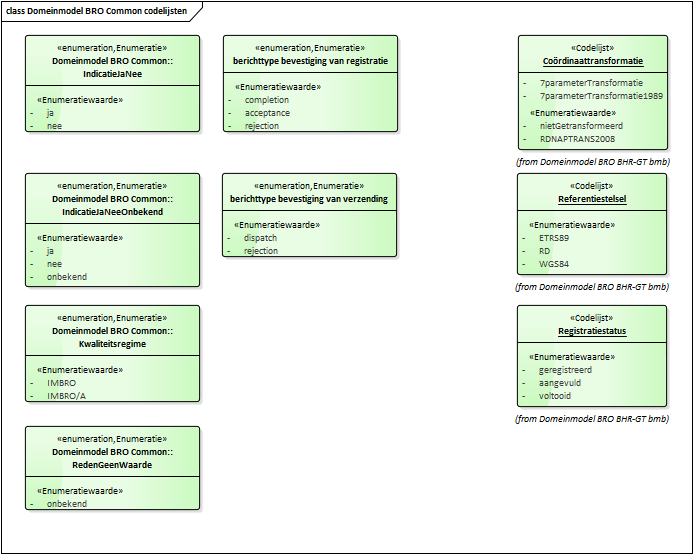 class Domeinmodel BRO Common codelijsten
«enumeration,Enumeratie»
Domeinmodel BRO Common::
IndicatieJaNee
«Enumeratiewaarde»
- ja
- nee
«enumeration,Enumeratie»
berichttype bevestiging van registratie
«Enumeratiewaarde»
- completion
- acceptance
- rejection
«Codelijst»
Coördinaattransformatie
- 7parameterTransformatie
- 7parameterTransformatie1989
«Enumeratiewaarde»
- nietGetransformeerd
- RDNAPTRANS2008
(from Domeinmodel BRO BHR-GT bmb)
«enumeration,Enumeratie»
Domeinmodel BRO Common::
IndicatieJaNeeOnbekend
«Enumeratiewaarde»
- ja
- nee
- onbekend
«enumeration,Enumeratie»
berichttype bevestiging van verzending
«Enumeratiewaarde»
- dispatch
- rejection
«Codelijst»
Referentiestelsel
«Enumeratiewaarde»
- ETRS89
- RD
- WGS84
(from Domeinmodel BRO BHR-GT bmb)
«enumeration,Enumeratie»
Domeinmodel BRO Common::
Kwaliteitsregime
«Enumeratiewaarde»
- IMBRO
- IMBRO/A
«Codelijst»
Registratiestatus
«Enumeratiewaarde»
- geregistreerd
- aangevuld
- voltooid
(from Domeinmodel BRO BHR-GT bmb)
«enumeration,Enumeratie»
Domeinmodel BRO Common::
RedenGeenWaarde
«Enumeratiewaarde»
- onbekend